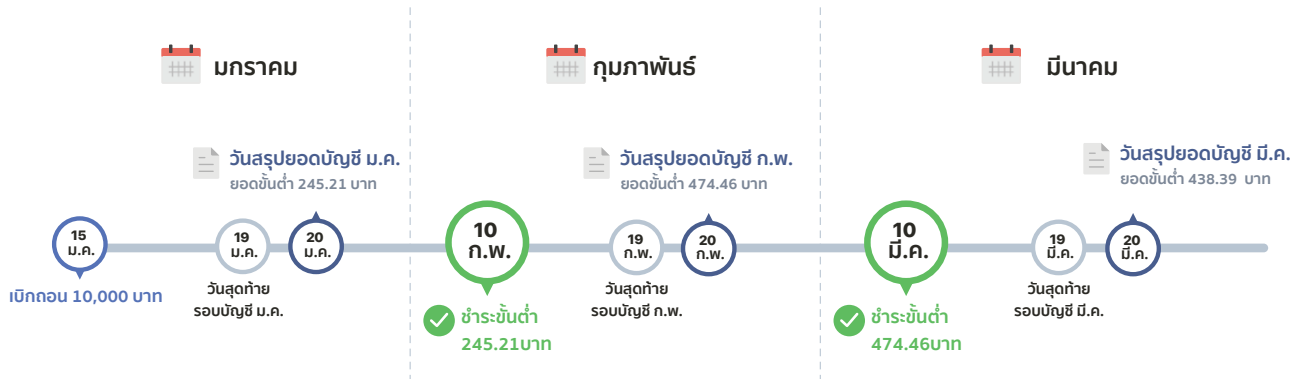 มกราคม
กุมภาพันธ์
มีนาคม
วันสรุปยอดบัญชี ม.ค.
ยอดขั้นต่ำ 245.21 บาท
วันสรุปยอดบัญชี ก.พ.
ยอดขั้นต่ำ 474.46 บาท
วันสรุปยอดบัญชี มี.ค.
ยอดขั้นต่ำ 438.39 บาท
15
ม.ค.
19
ม.ค.
20
ม.ค.
10
ก.พ.
19
ก.พ.
20
ก.พ.
10
มี.ค.
19
มี.ค.
20
มี.ค.
เบิกถอน 10,000 บาท
วันสุดท้าย
รอบบัญชี ม.ค.
ชำระขั้นต่ำ
245.21บาท
วันสุดท้าย
รอบบัญชี ก.พ.
ชำระขั้นต่ำ
474.46บาท
วันสุดท้าย
รอบบัญชี มี.ค.